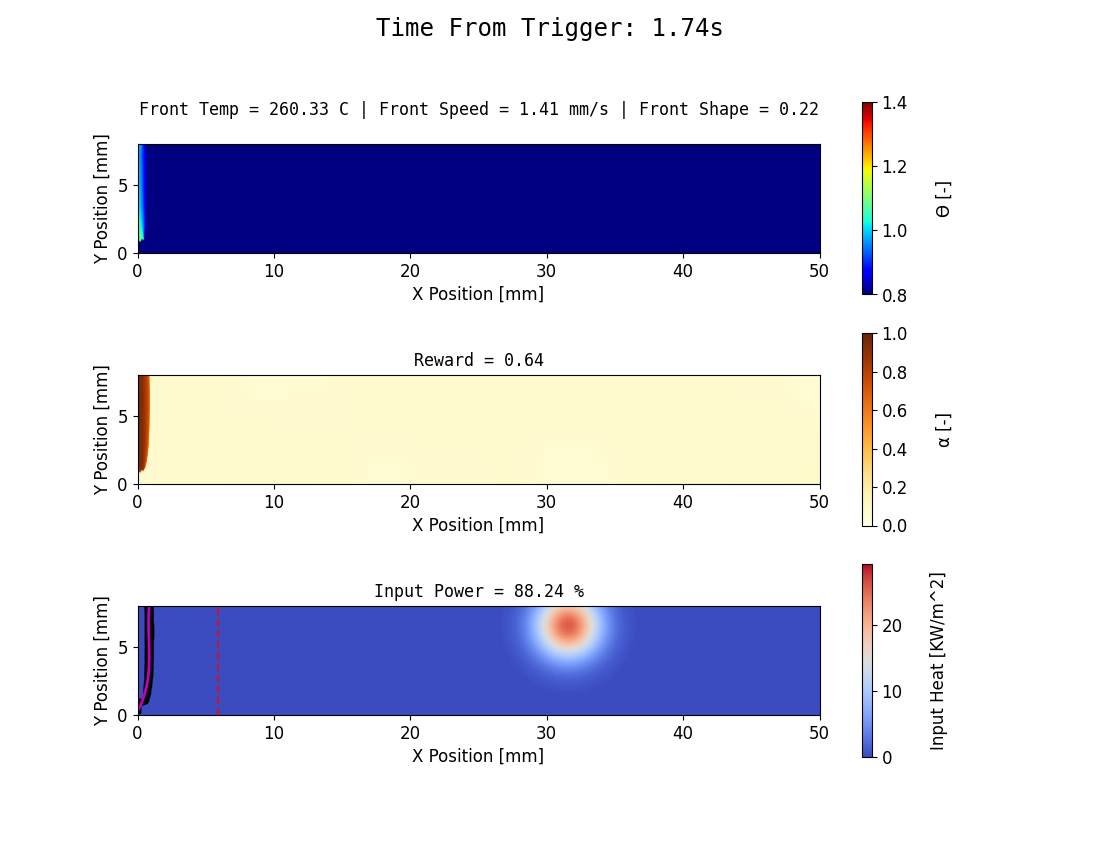 Time From Trigger: 1.74s
Front Temp = 260.33 C | Front Speed = 1.41 mm/s | Front Shape = 0.22
Y Position [mm]
5
0
0 10 20 30 40 50
X Position [mm]
1.4
1.2
1.0
0.8
Θ [-]
Reward = 0.64
Y Position [mm]
5
0
0 10 20 30 40 50
X Position [mm]
1.0
0.8
0.6
0.4
0.2
0.0
α [-]
Input Power = 88.24 %
Y Position [mm]
5
0
0 10 20 30 40 50
X Position [mm]
20
10
0
Input Heat [KW/m^2]